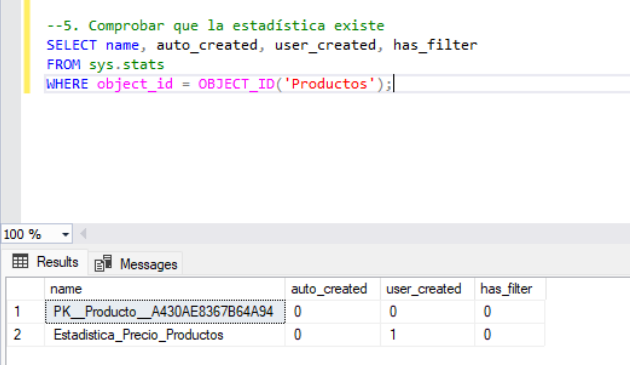 --5. Comprobar que la estadística existe
SELECT name, auto_created, user_created, has_filter
FROM sys.stats
WHERE object_id = OBJECT_ID('Productos');
100 %
Results Messages
name auto_created user_created has_filter
1 PK__Producto__A430AE8367B64A94 0 0 0
2 Estadistica_Precio_Productos 0 1 0